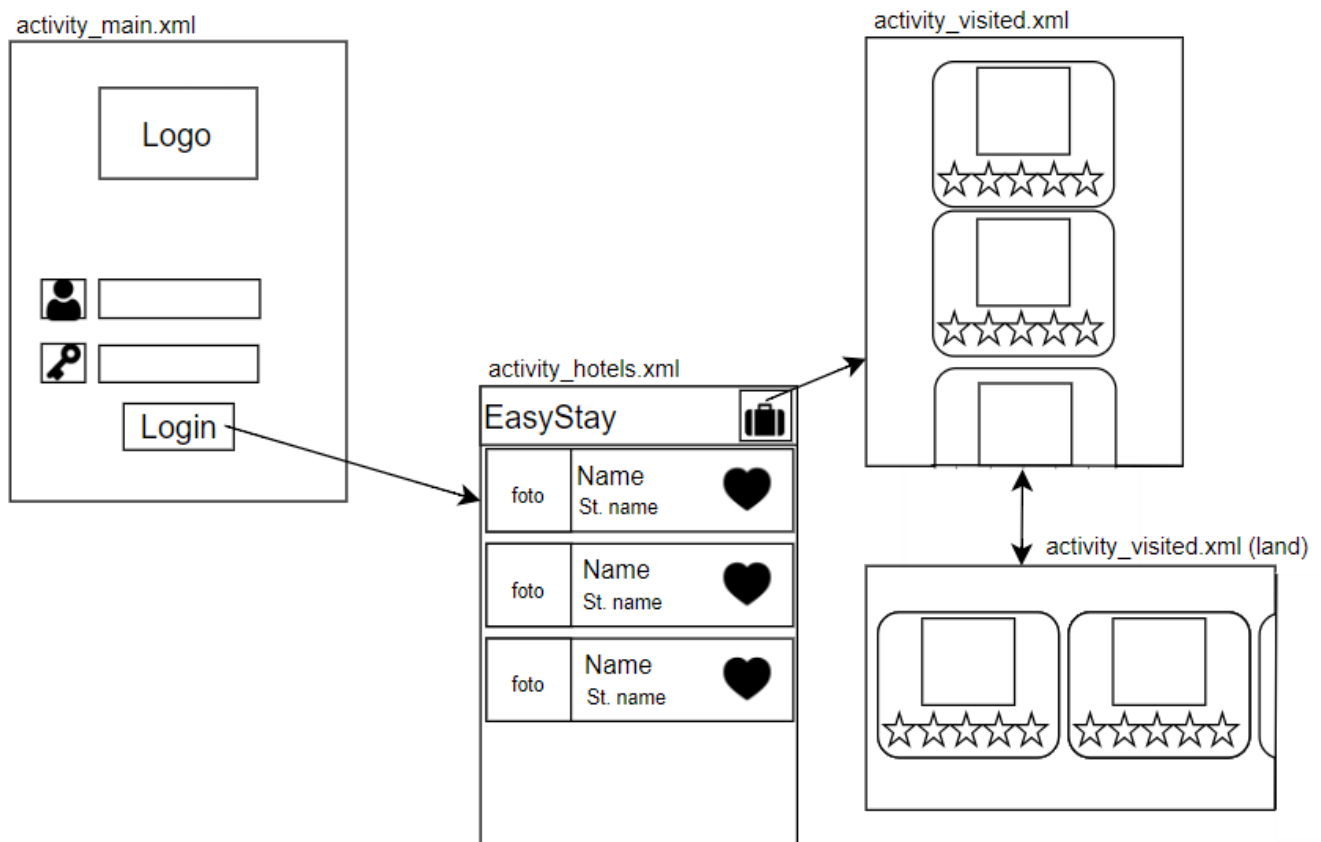 activity_main.xml
Logo
Login
activity_hotels.xml
EasyStay
foto
Name
St. name
foto
Name
St. name
foto
Name
St. name
activity_visited.xml
activity_visited.xml (land)